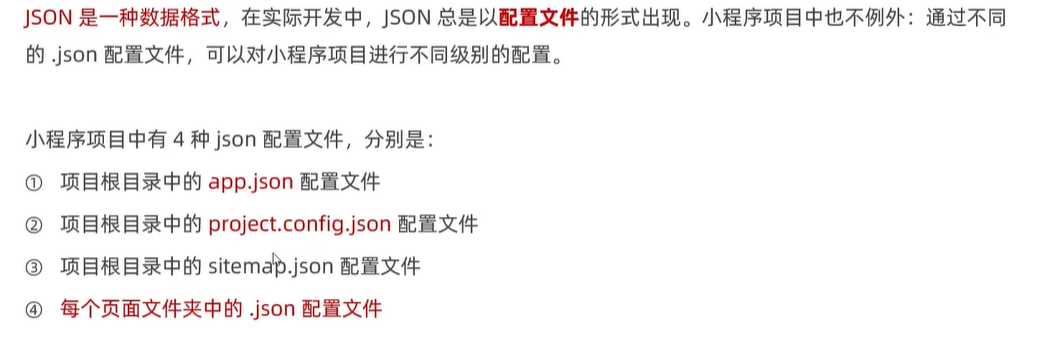 JSON 是一种数据格式，在实际开发中，JSON 总是以配置文件的形式出现。小程序项目中也不例外：通过不同
的 .json 配置文件，可以对小程序项目进行不同级别的配置。
小程序项目中有 4 种 json 配置文件，分别是：
① 项目根目录中的 app.json 配置文件
② 项目根目录中的 project.config.json 配置文件
③ 项目根目录中的 sitemap.json 配置文件
④ 每个页面文件夹中的 .json 配置文件